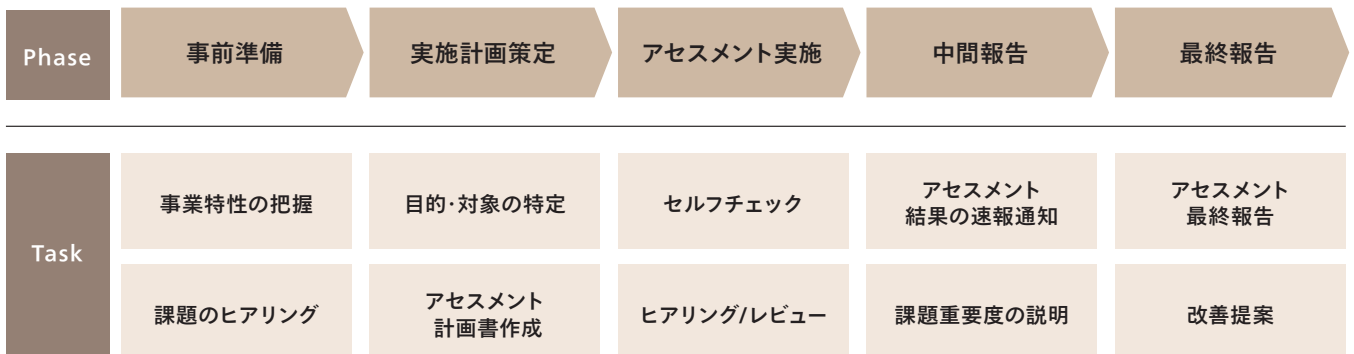 Phase
事前準備
実施計画策定
アセスメント実施
中間報告
最終報告
Task
事業特性の把握
目的・対象の特定
セルフチェック
アセスメント
結果の速報通知
アセスメント
最終報告
課題のヒアリング
アセスメント
計画書作成
ヒアリング/レビュー
課題重要度の説明
改善提案